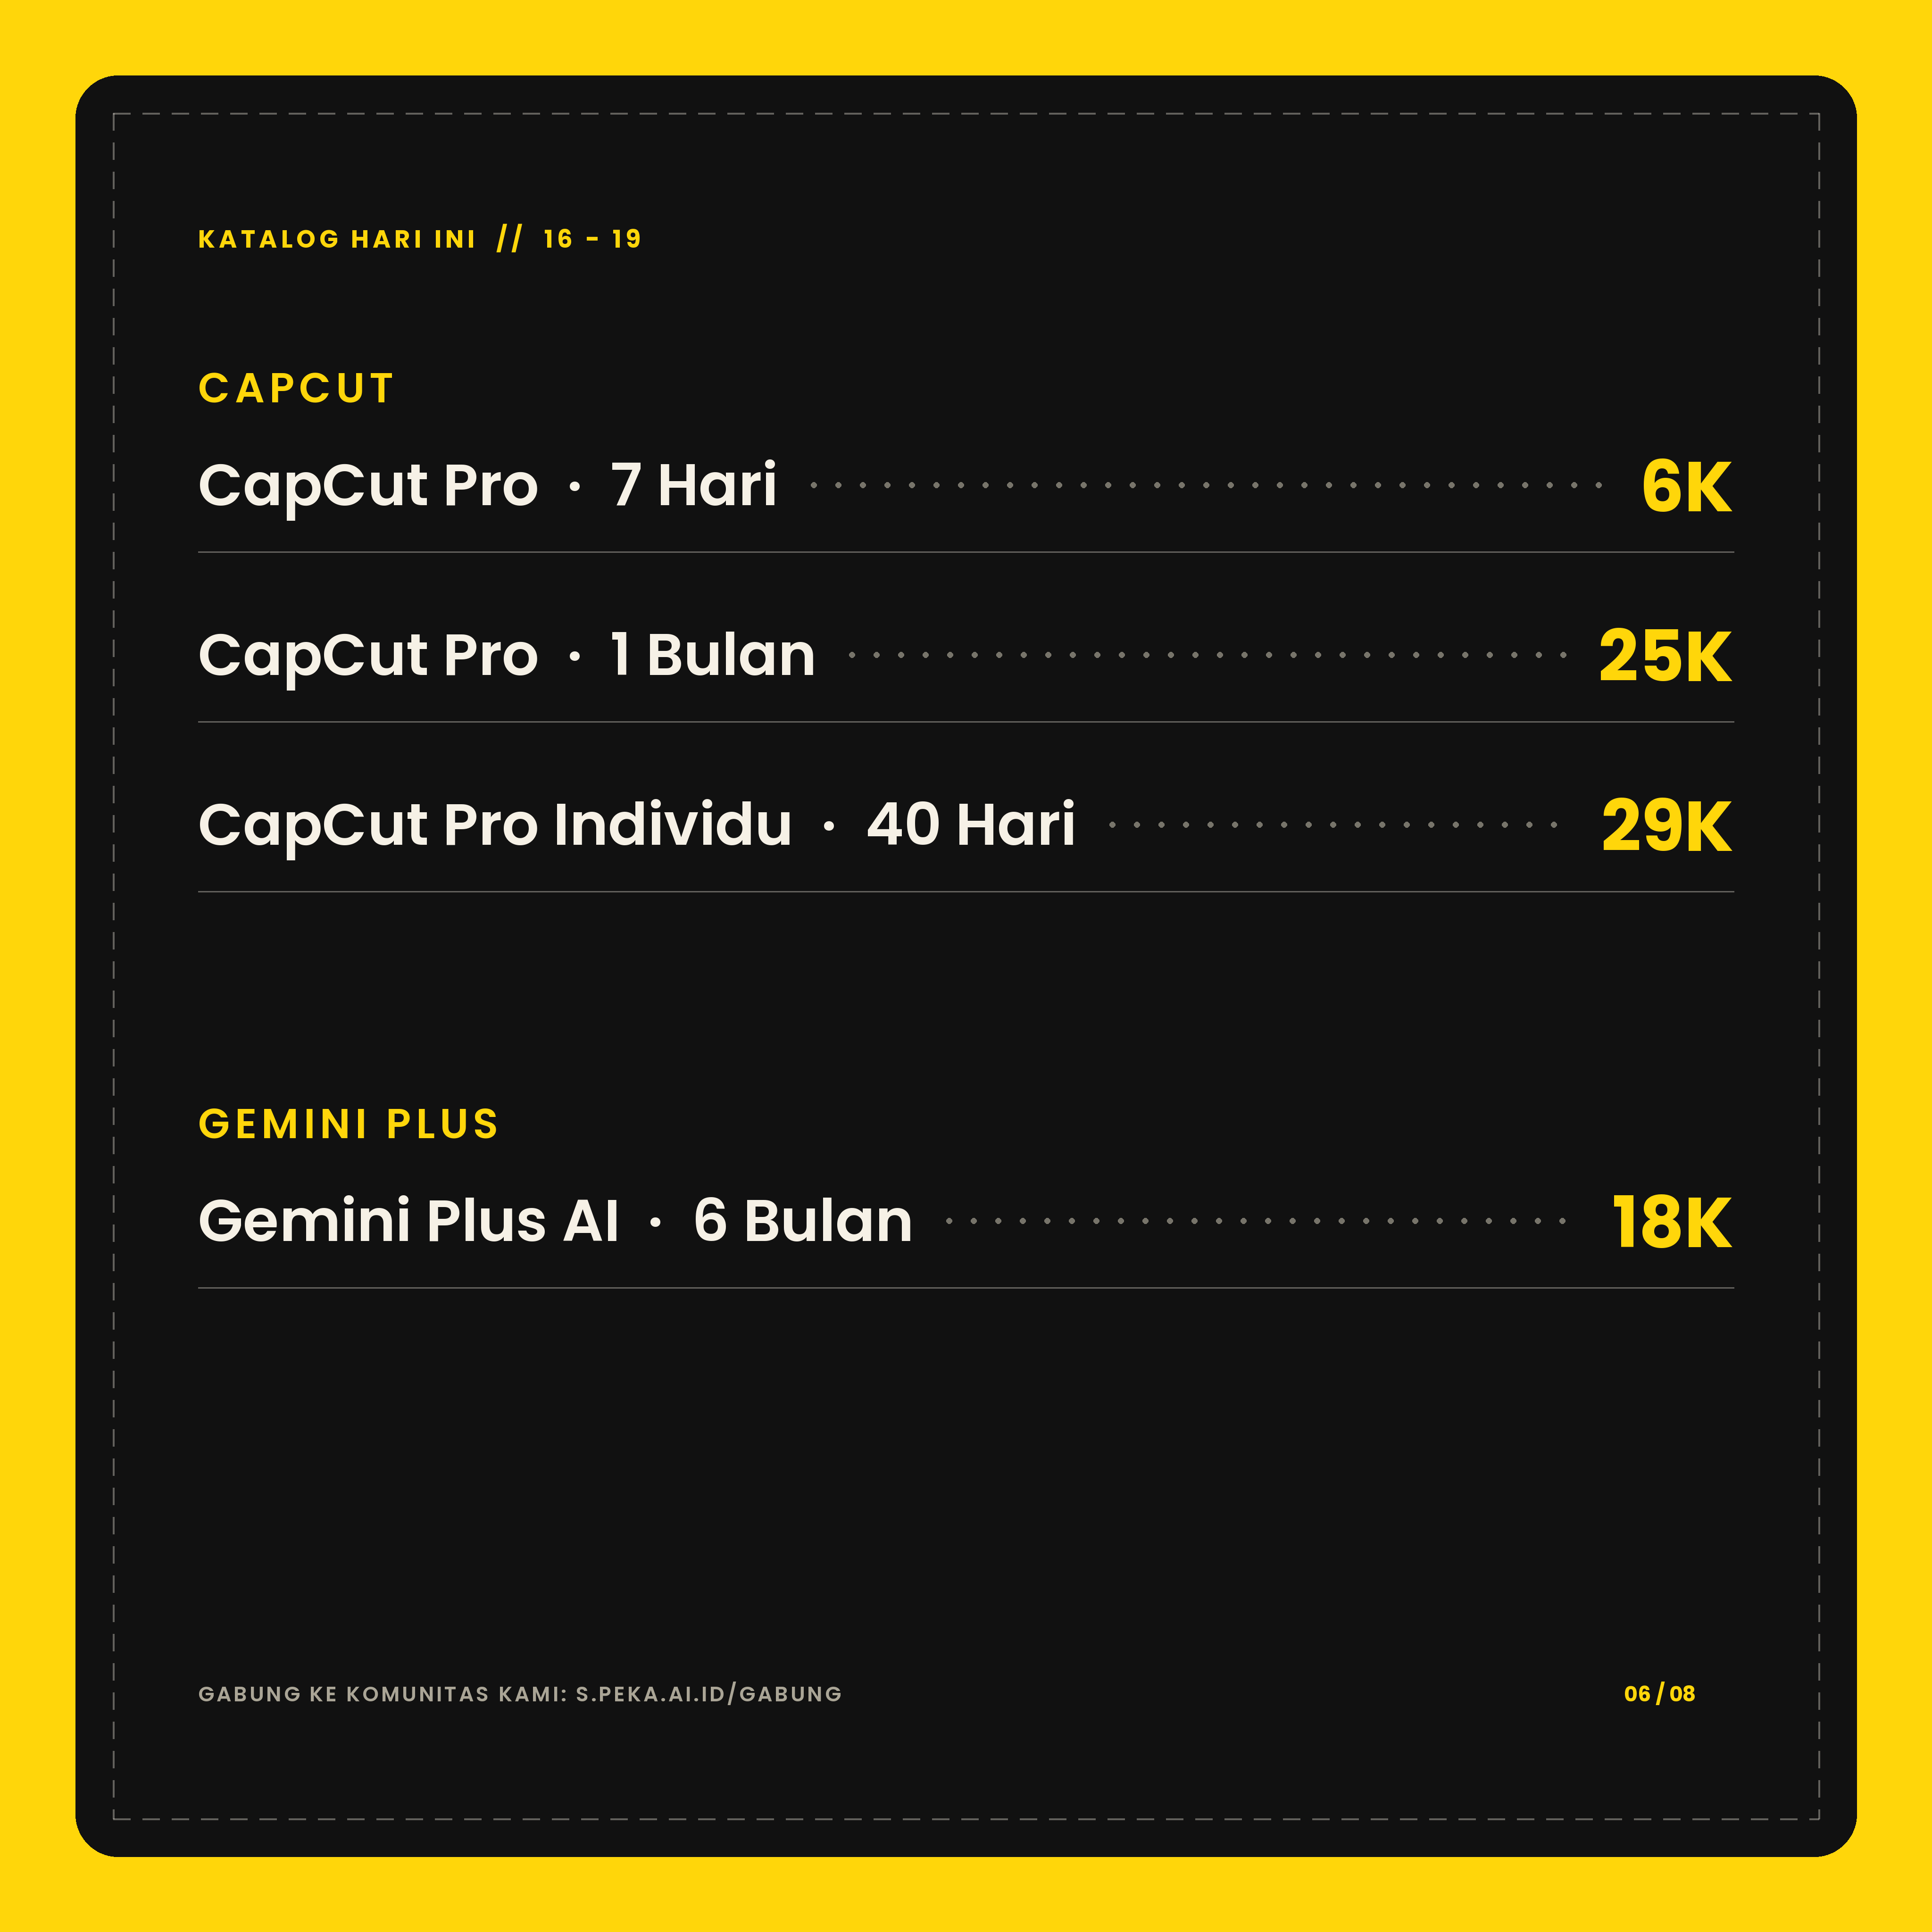 KATALOG HARI INI // 16 - 19
CAPCUT
CapCut Pro · 7 Hari 6K
CapCut Pro · 1 Bulan 25K
CapCut Pro Individu · 40 Hari 29K
GEMINI PLUS
Gemini Plus AI · 6 Bulan 18K
GABUNG KE KOMUNITAS KAMI: S.PEKA.AI.ID/GABUNG 06 / 08